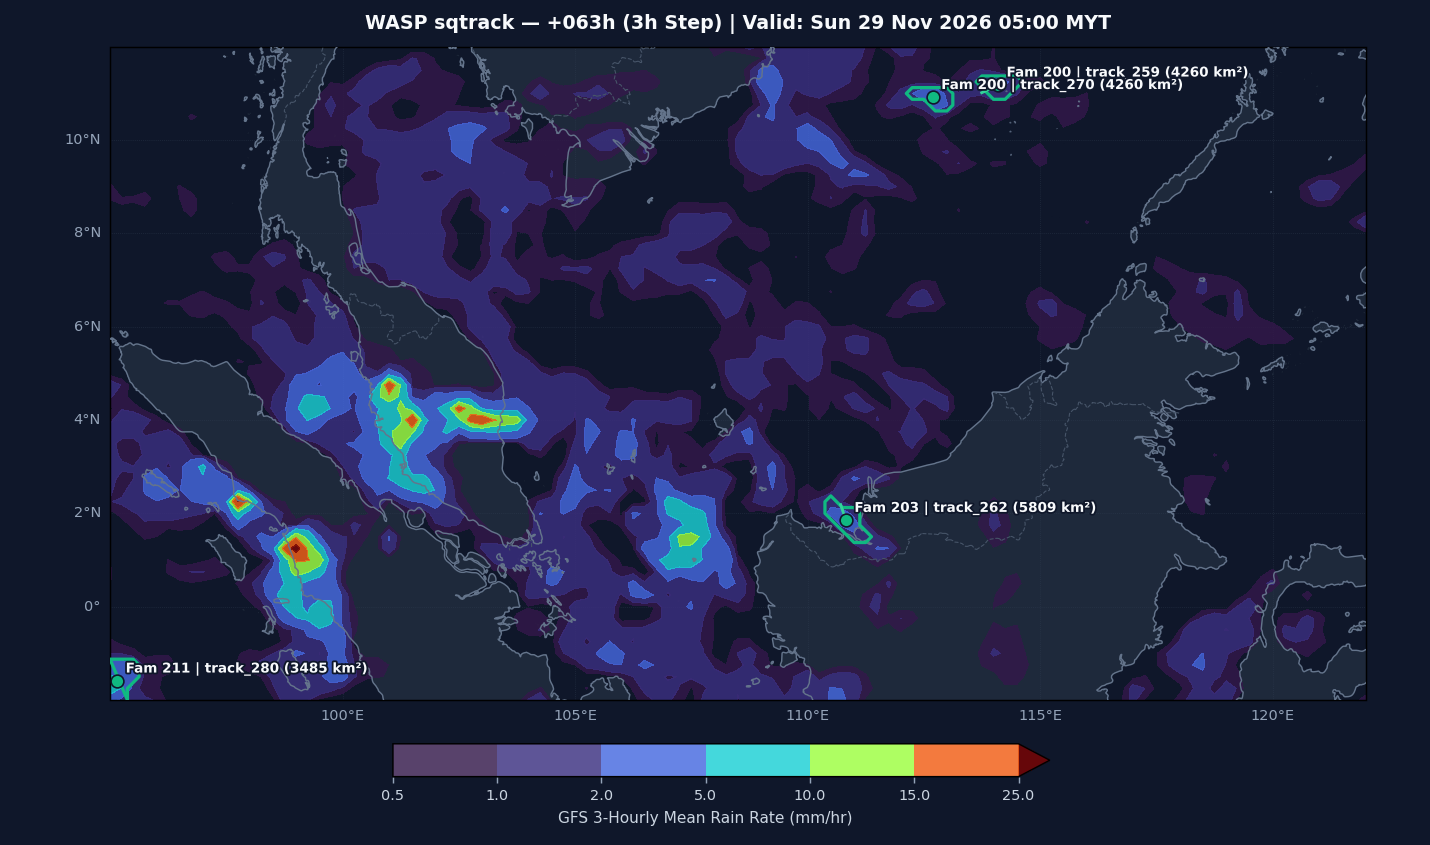 WASP sqtrack — +063h (3h Step) | Valid: Sun 29 Nov 2026 05:00 MYT
Fam 200 | track_259 (4260 km²)
Fam 200 | track_270 (4260 km²)
10°N
8°N
6°N
4°N
2°N
Fam 203 | track_262 (5809 km²)
0°
Fam 211 | track_280 (3485 km²)
100°E
105°E
110°E
115°E
120°E
0.5
1.0
2.0
5.0
10.0
15.0
25.0
GFS 3-Hourly Mean Rain Rate (mm/hr)